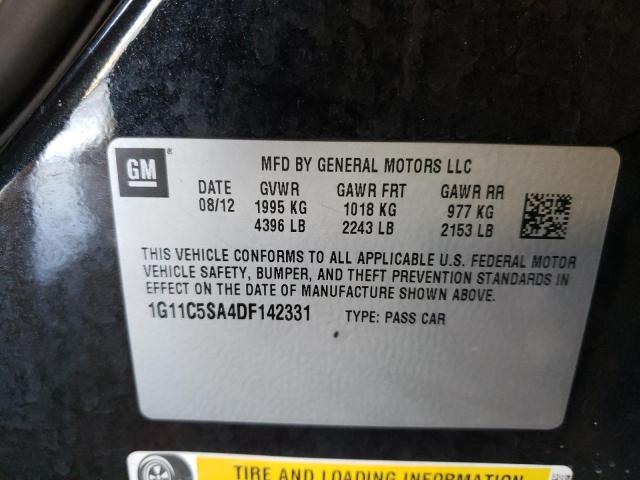 GM ®
MFD BY GENERAL MOTORS LLC
DATE GVWR GAWR FRT GAWR RR
08/12 1995 KG 1018 KG 977 KG
4396 LB 2243 LB 2153 LB
THIS VEHICLE CONFORMS TO ALL APPLICABLE U.S. FEDERAL MOTOR
VEHICLE SAFETY, BUMPER, AND THEFT PREVENTION STANDARDS IN
EFFECT ON THE DATE OF MANUFACTURE SHOWN ABOVE.
1G11C5SA4DF142331 TYPE: PASS CAR
TIRE AND LOADING INFORMATION